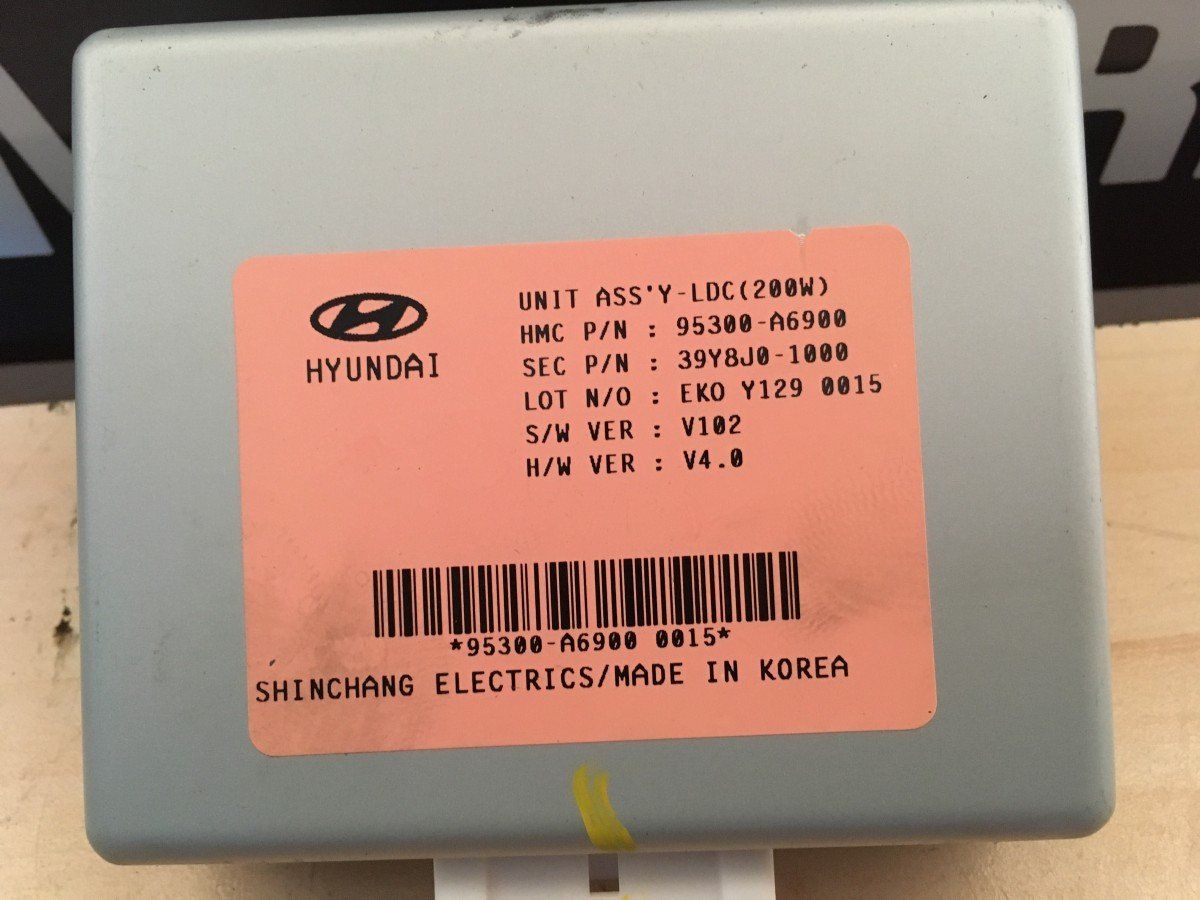 HYUNDAI
UNIT ASS'Y-LDC(200W)
HMC P/N : 95300-A6900
SEC P/N : 39Y8J0-1000
LOT N/O : EKO Y129 0015
S/W VER : V102
H/W VER : V4.0
*95300-A6900 0015*
SHINCHANG ELECTRICS/MADE IN KOREA